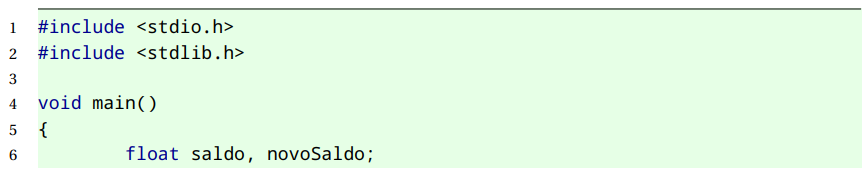 1 #include <stdio.h>
2 #include <stdlib.h>
3
4 void main()
5 {
6 float saldo, novoSaldo;